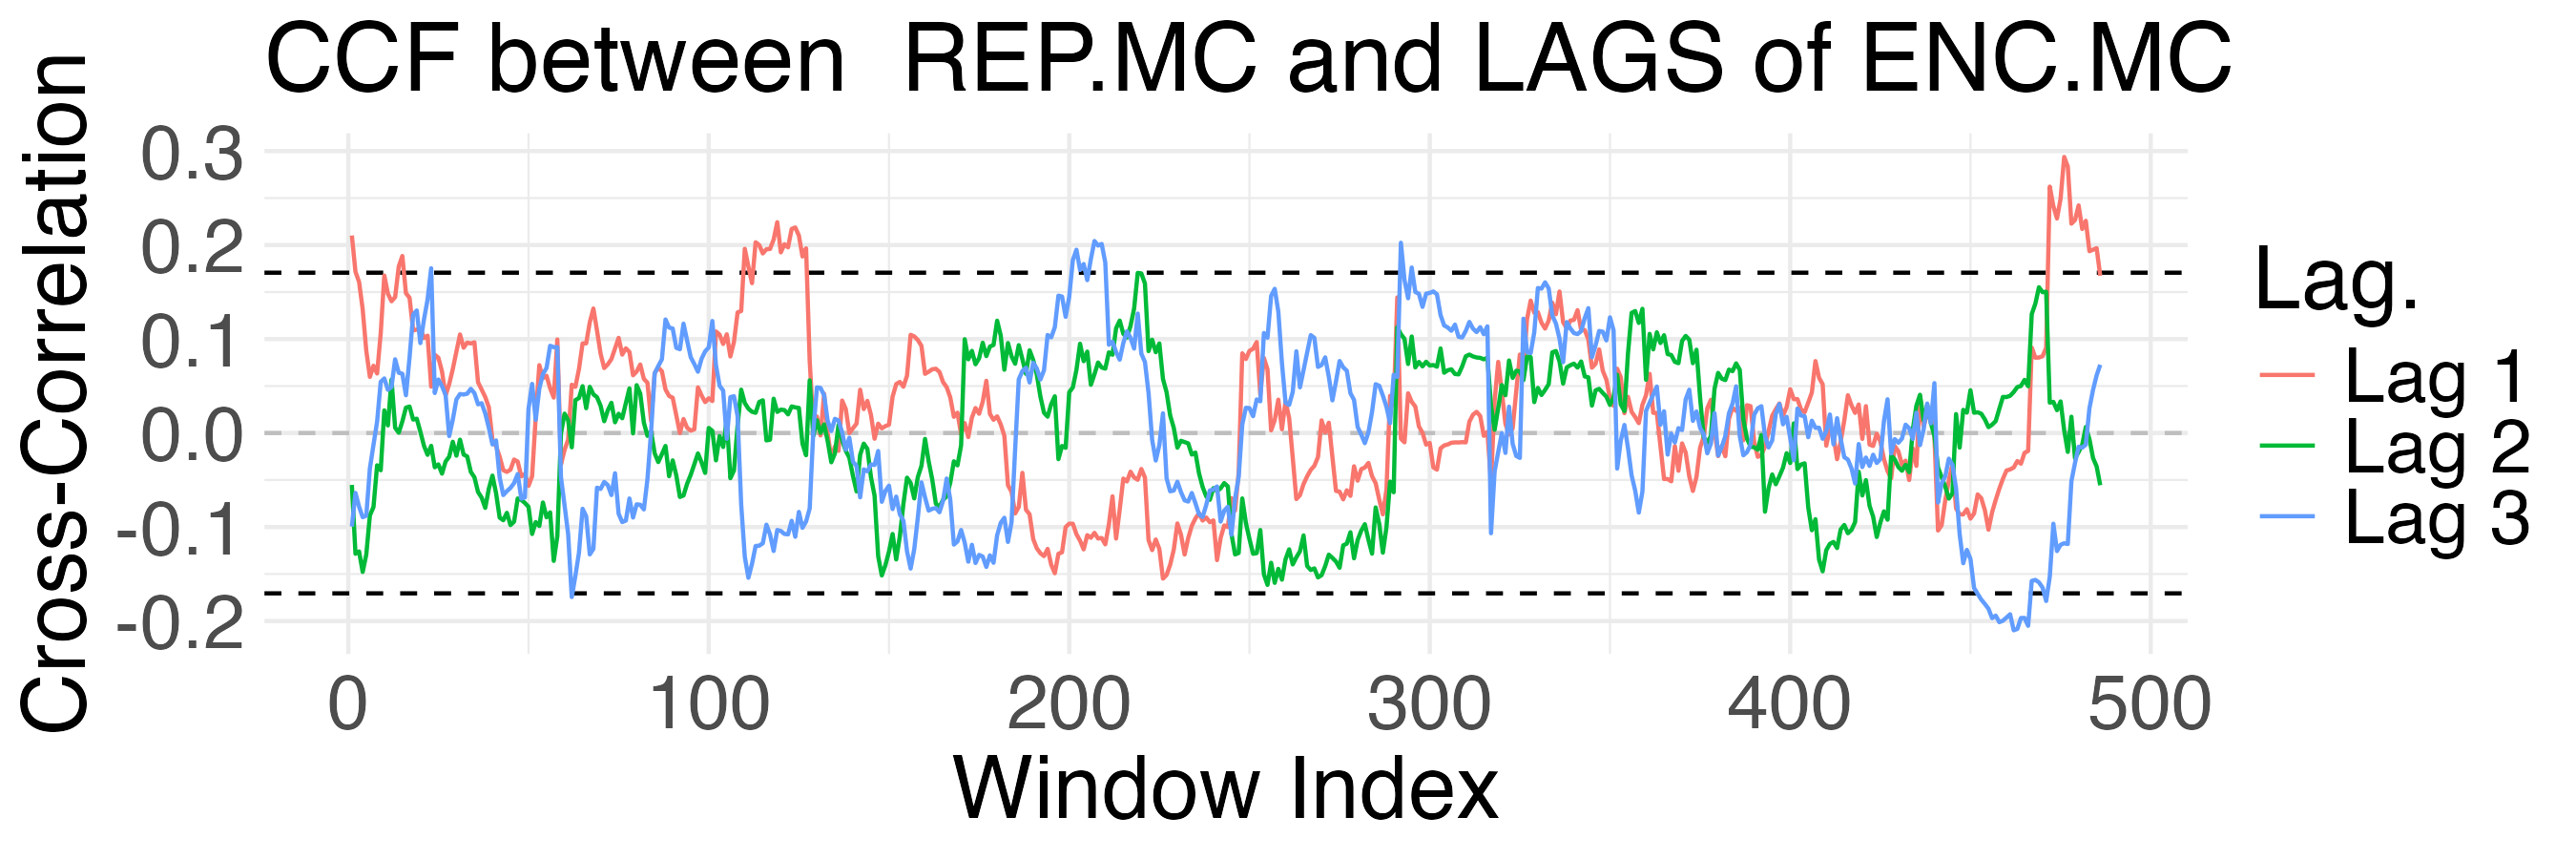 CCF between  REP.MC and LAGS of ENC.MC
Cross-Correlation
0.3
0.2
0.1
0.0
-0.1
-0.2
0 100 200 300 400 500
Window Index
Lag.
Lag 1
Lag 2
Lag 3